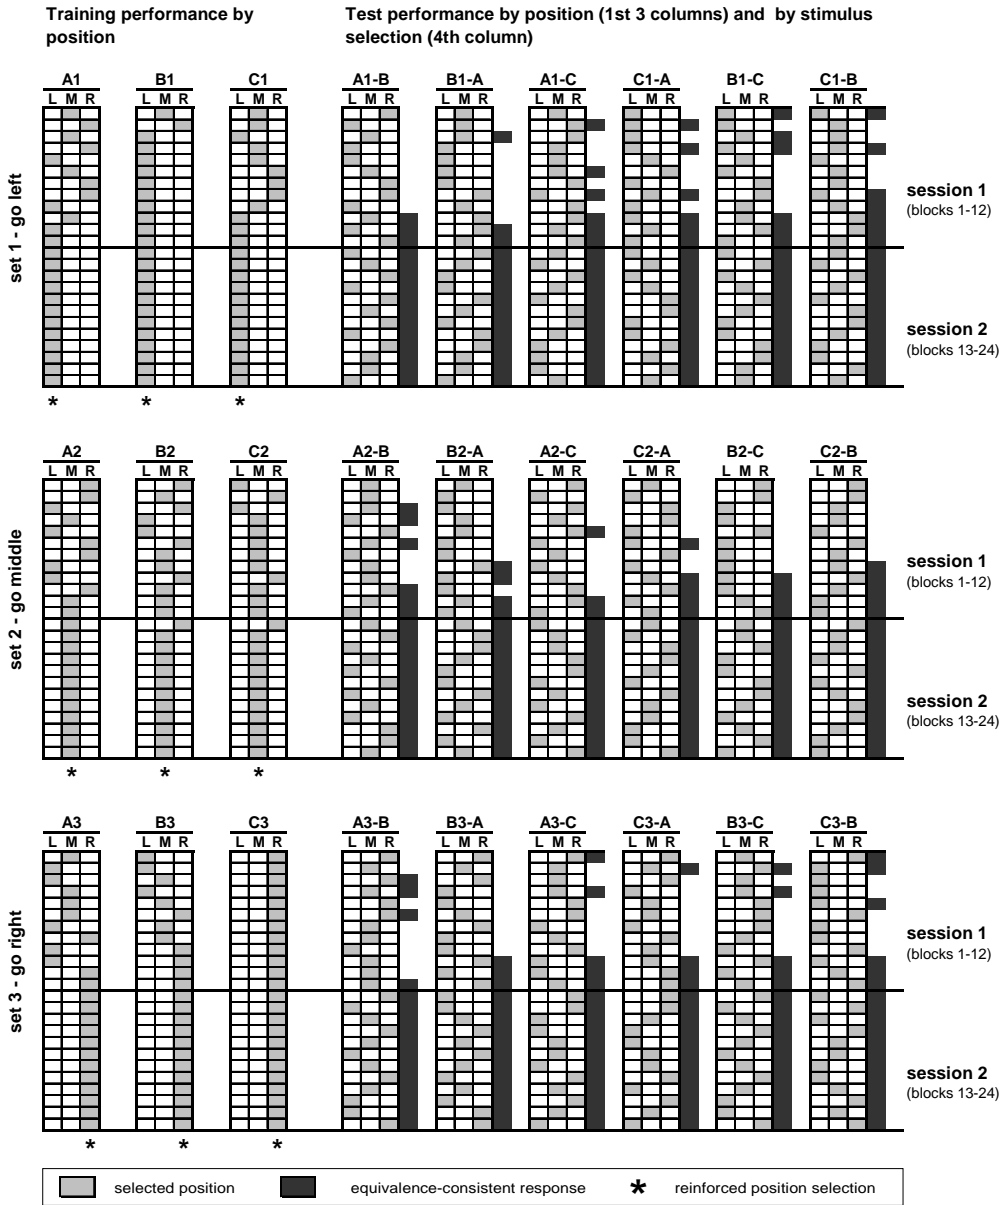 Training performance by position
Test performance by position (1st 3 columns) and by stimulus selection (4th column)
A1 B1 C1 A1-B B1-A A1-C C1-A B1-C C1-B
L M R L M R L M R L M R L M R L M R L M R L M R L M R
set 1 - go left
session 1
(blocks 1-12)
session 2
(blocks 13-24)
* * *
A2 B2 C2 A2-B B2-A A2-C C2-A B2-C C2-B
L M R L M R L M R L M R L M R L M R L M R L M R L M R
set 2 - go middle
session 1
(blocks 1-12)
session 2
(blocks 13-24)
* * *
A3 B3 C3 A3-B B3-A A3-C C3-A B3-C C3-B
L M R L M R L M R L M R L M R L M R L M R L M R L M R
set 3 - go right
session 1
(blocks 1-12)
session 2
(blocks 13-24)
* * *
selected position equivalence-consistent response * reinforced position selection